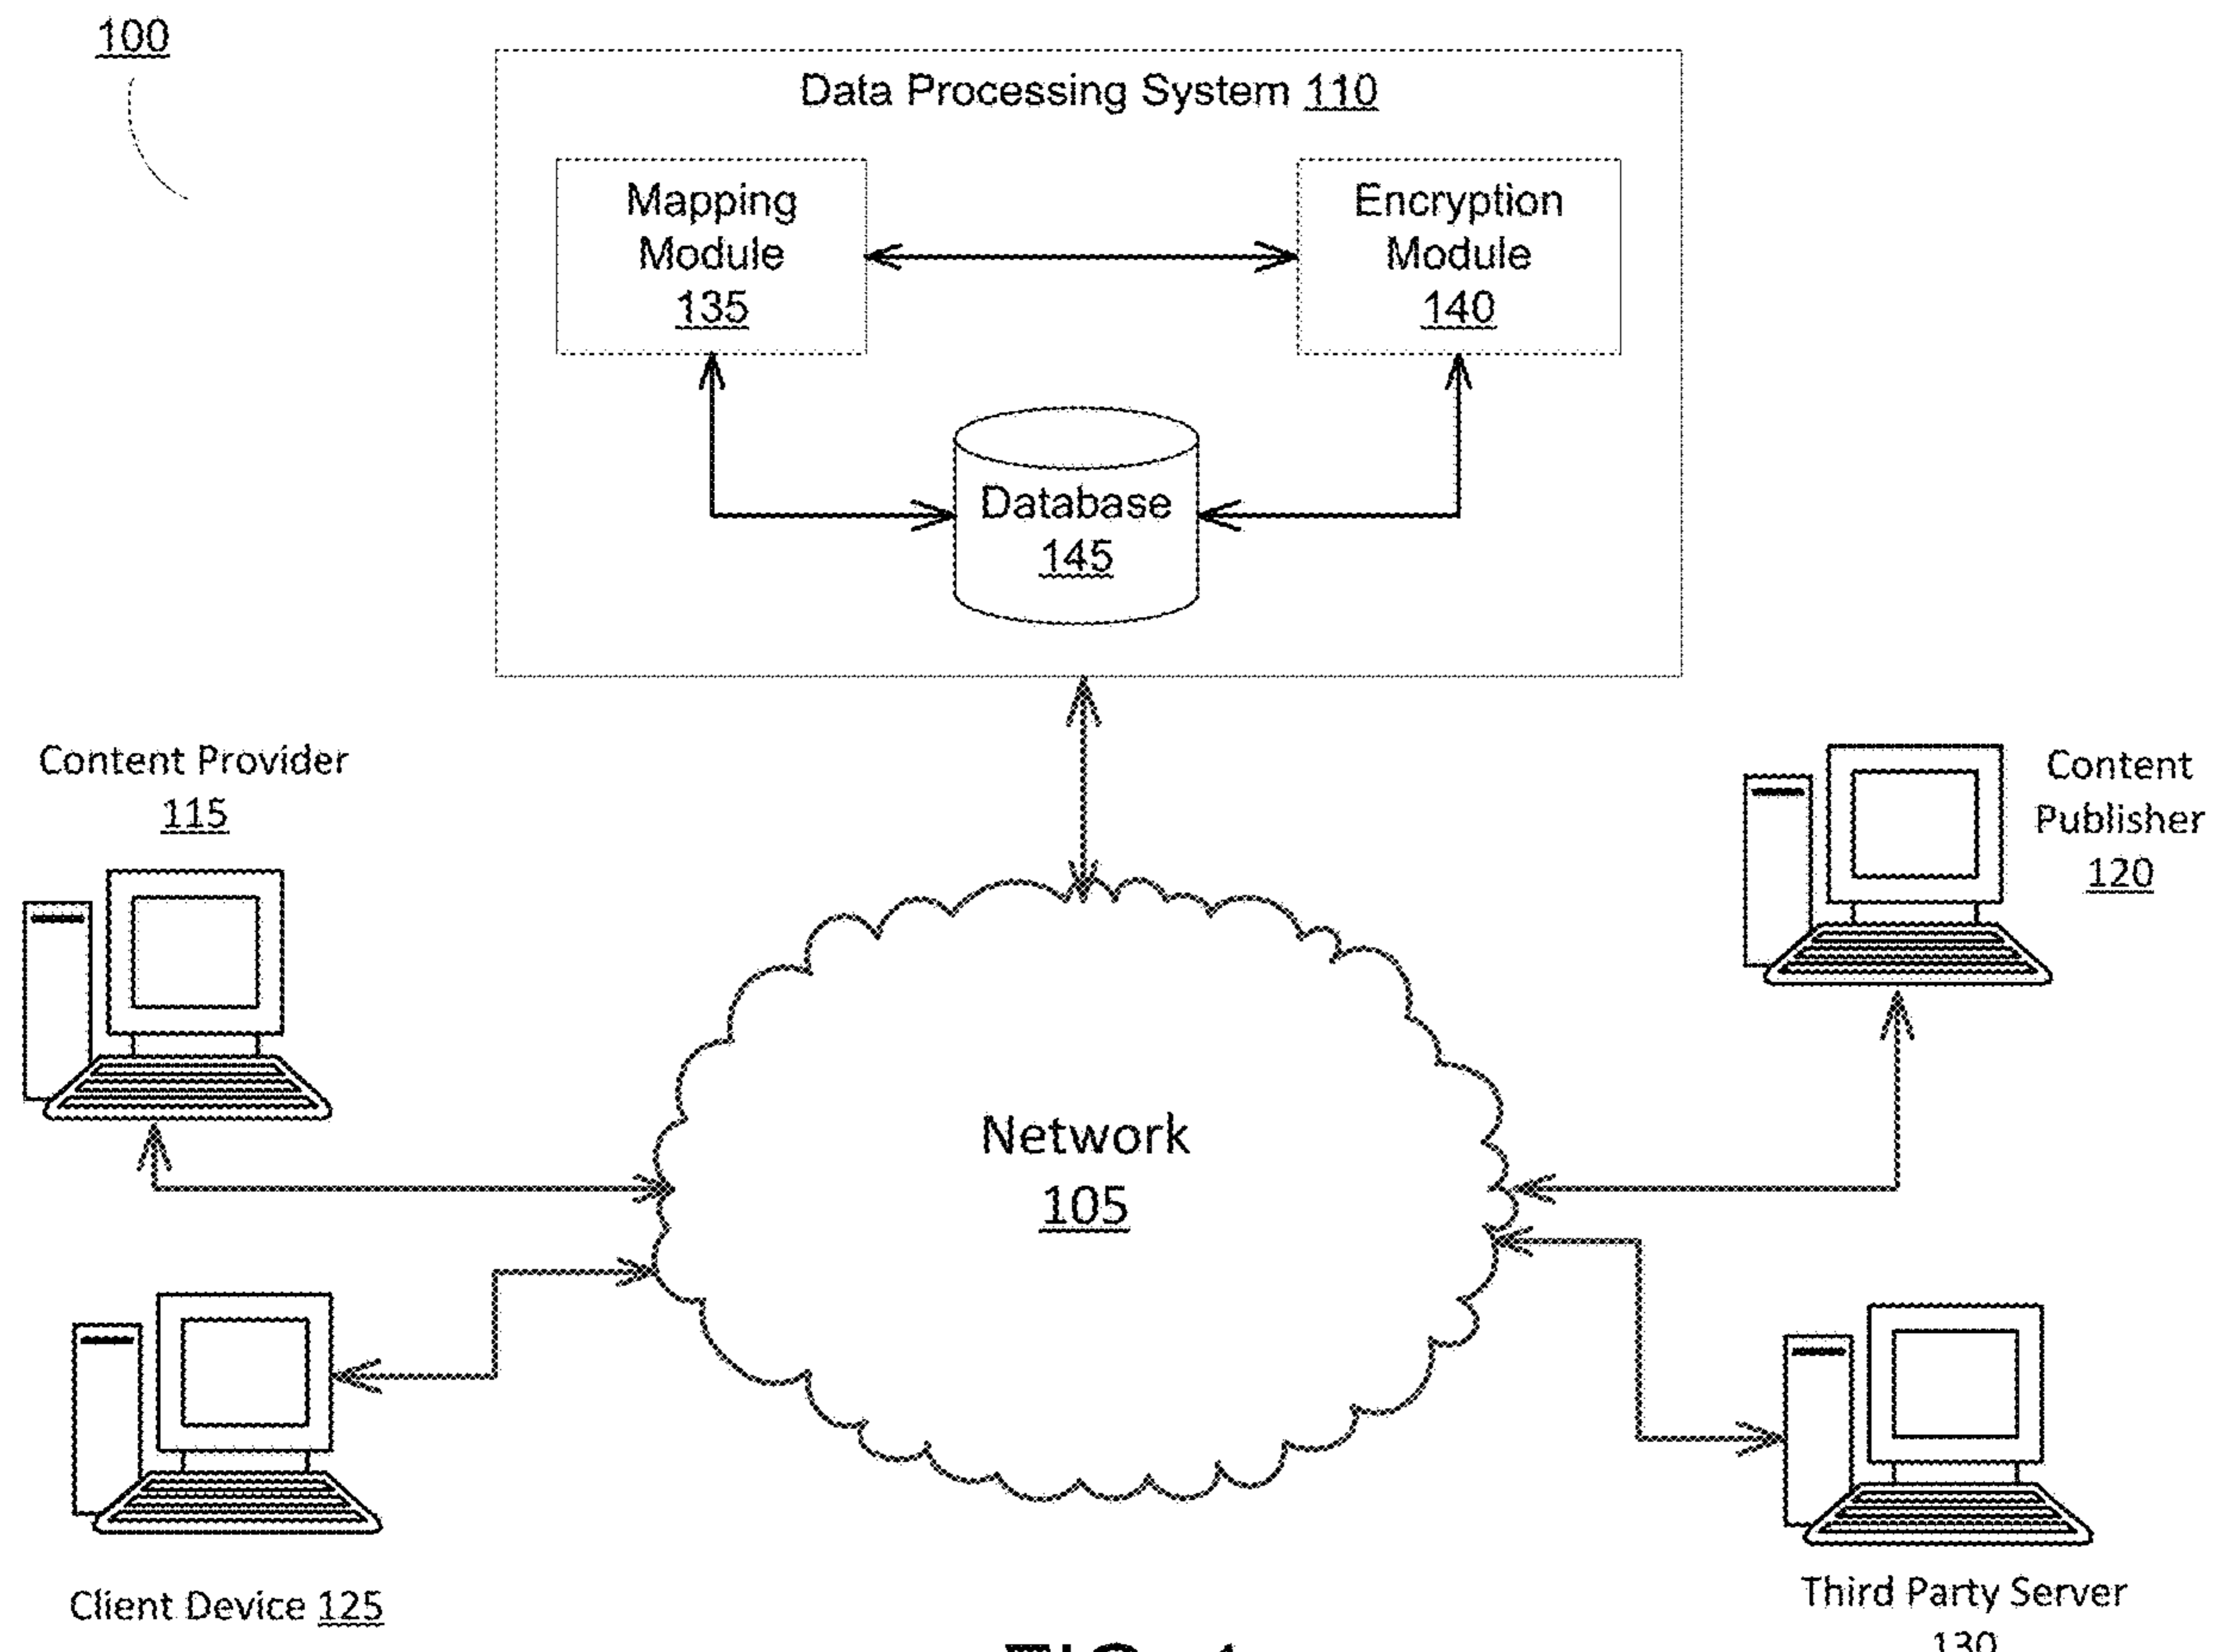 100
Data Processing System 110
Mapping
Module
135
Encryption
Module
140
Database
145
Content Provider
115
Content
Publisher
120
Network
105
Client Device 125
Third Party Server
130